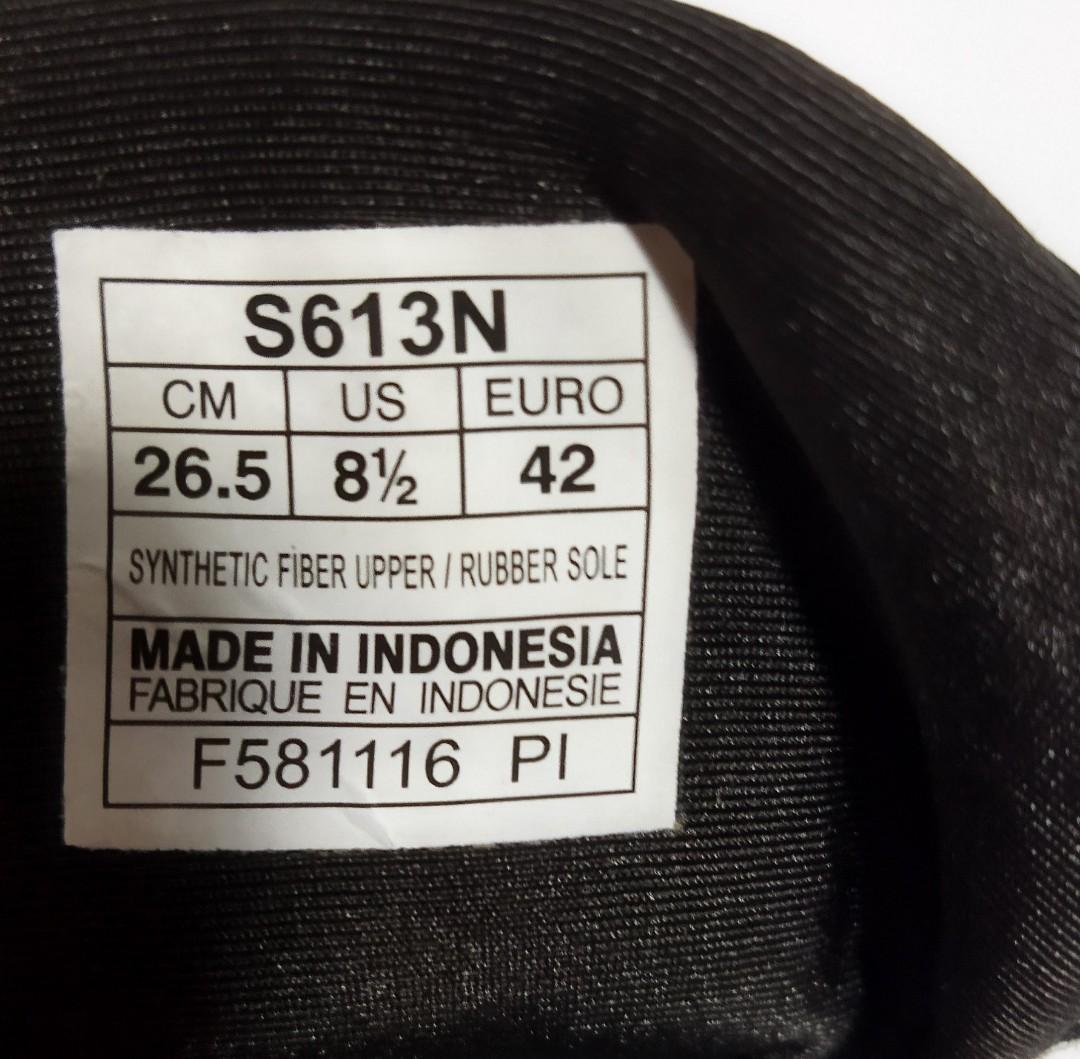 S613N
CM US EURO
26.5 8½ 42
SYNTHETIC FIBER UPPER / RUBBER SOLE
MADE IN INDONESIA
FABRIQUE EN INDONESIE
F581116 PI